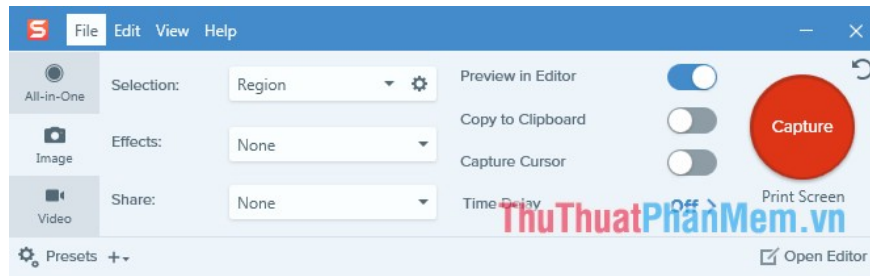 S File Edit View Help
All-in-One
Image
Video
Selection: Region
Effects: None
Share: None
Preview in Editor
Copy to Clipboard
Capture Cursor
Time Delay Off >
Capture
Print Screen
ThuThuatPhanMem.vn
Presets +
Open Editor